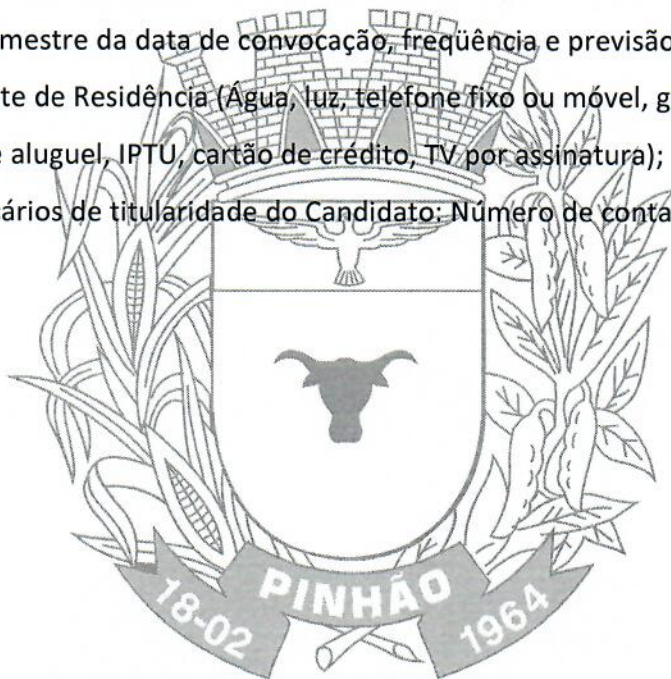 mestre da data de convocação, freqüência e previsão
te de Residência (Água, luz, telefone fixo ou móvel, g
aluguel, IPTU, cartão de crédito, TV por assinatura);
cários de titularidade do Candidato: Número de conta
PINHÃO
18-02
1964